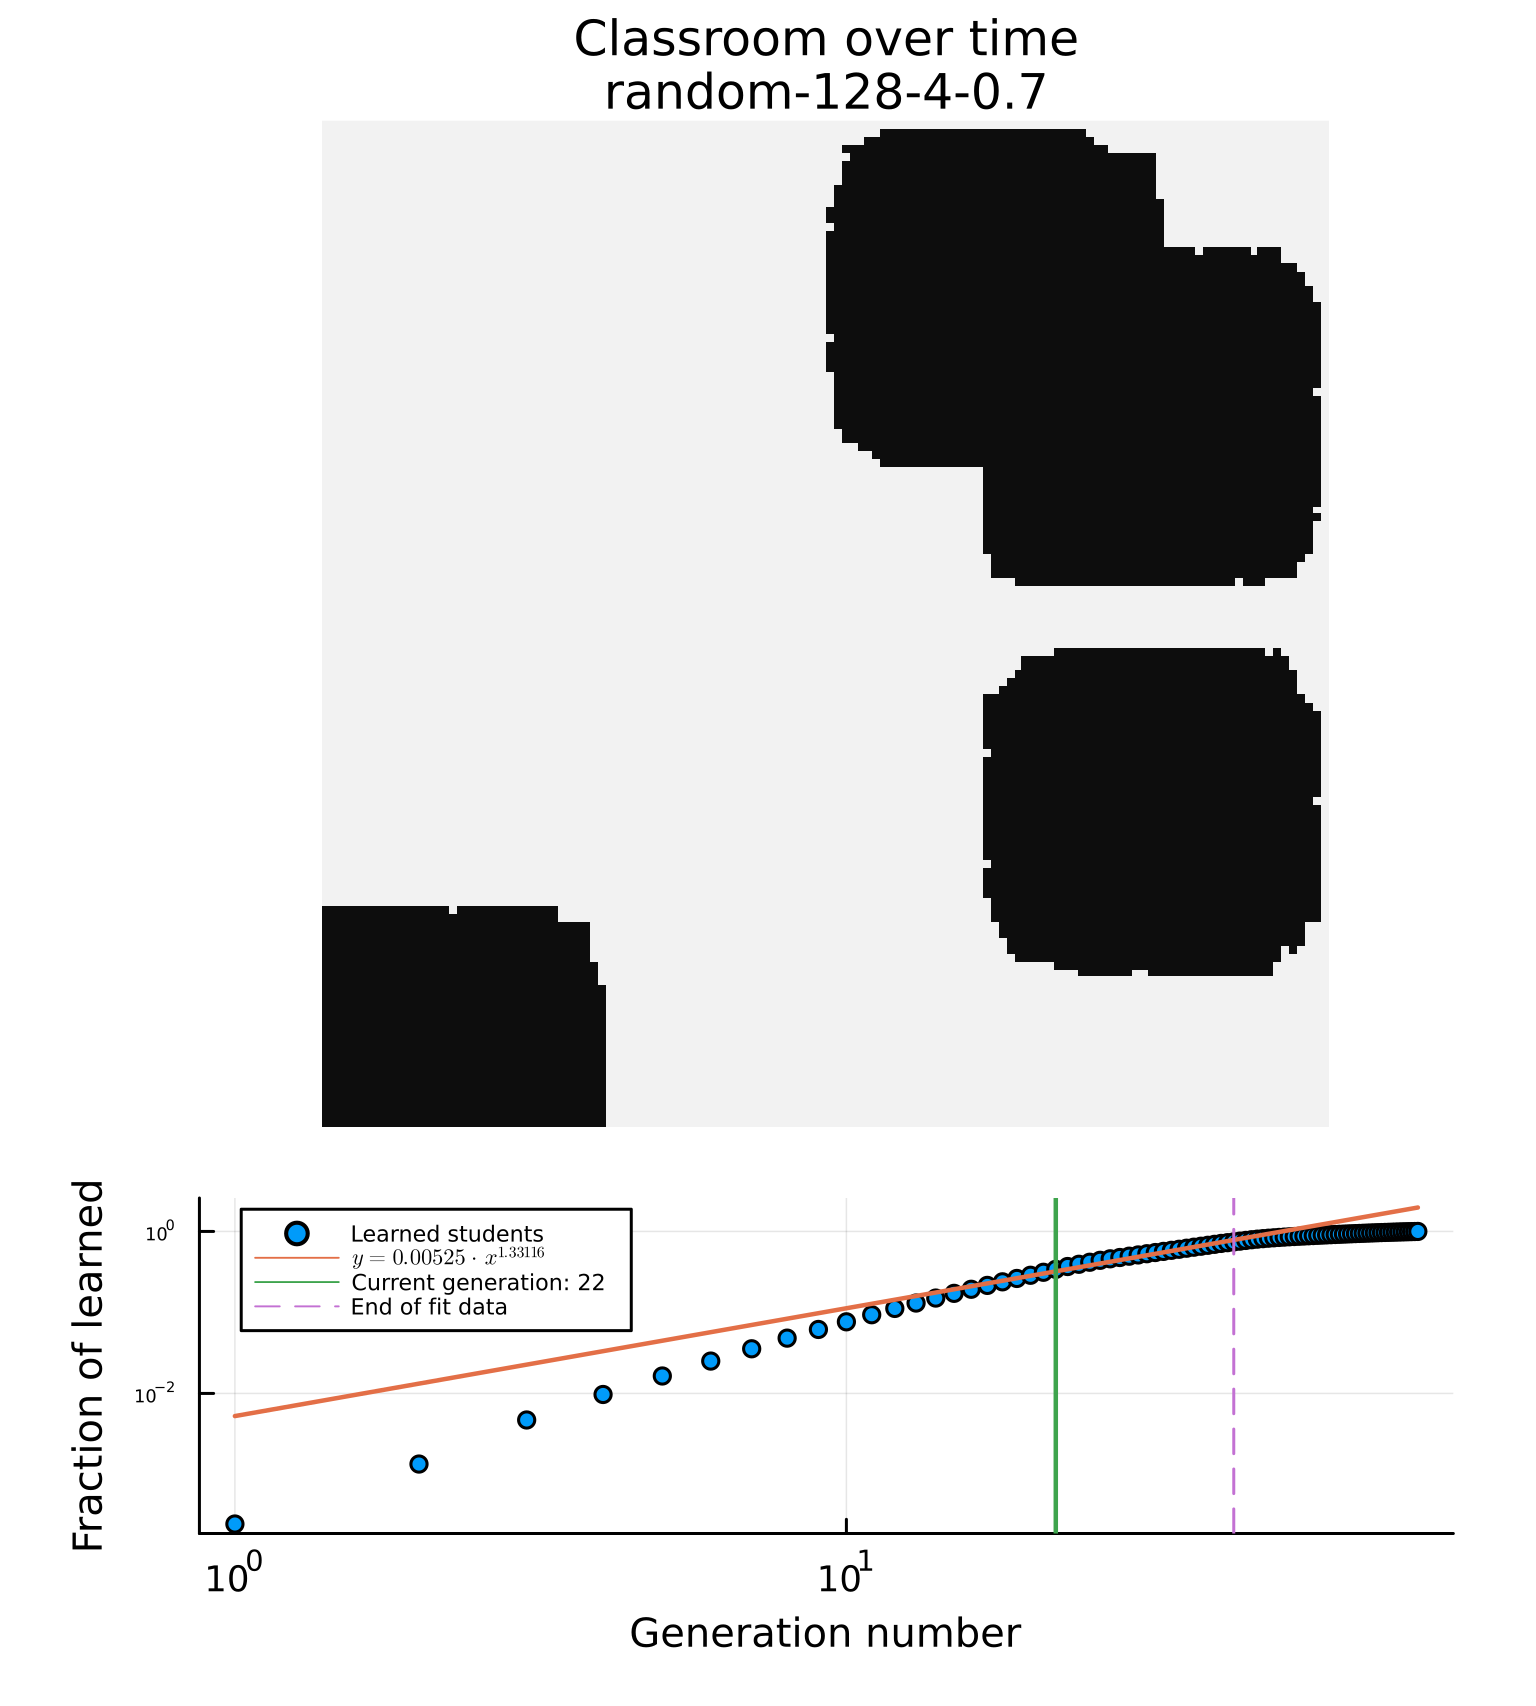 Classroom over time
random-128-4-0.7
Fraction of learned
10^0
10^-2
Learned students
y = 0.00525 · x^1.33116
Current generation: 22
End of fit data
10^0
10^1
Generation number